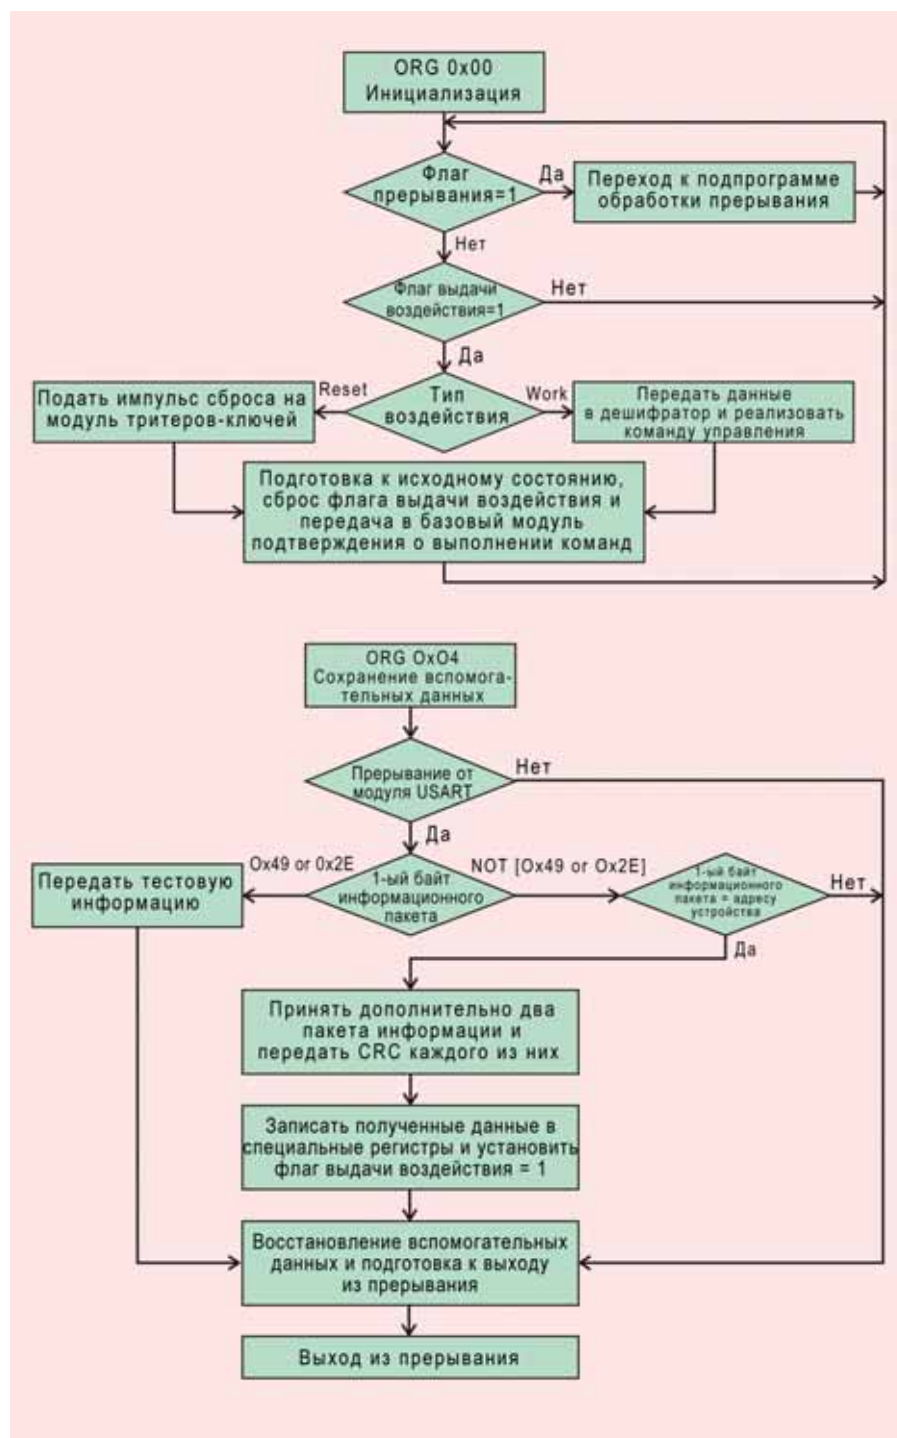 ORG 0x00
Инициализация
Флаг
прерывания=1
Да
Переход к подпрограмме
обработки прерывания
Нет
Флаг выдачи
воздействия=1
Нет
Да
Reset
Тип
воздействия
Work
Подать импульс сброса на
модуль тритеров-ключей
Передать данные
в дешифратор и реализовать
команду управления
Подготовка к исходному состоянию,
сброс флага выдачи воздействия и
передача в базовый модуль
подтверждения о выполнении команд
ORG OxO4
Сохранение вспомога-
тельных данных
Прерывание от
модуля USART
Нет
Да
Ox49 or 0x2E
1-ый байт
информационного
пакета
NOT [Ox49 or Ox2E]
1-ый байт
информационного
пакета = адресу
устройства
Нет
Передать тестовую
информацию
Да
Принять дополнительно два
пакета информации и
передать CRC каждого из них
Записать полученные данные в
специальные регистры и установить
флаг выдачи воздействия = 1
Восстановление вспомогательных
данных и подготовка к выходу
из прерывания
Выход из прерывания